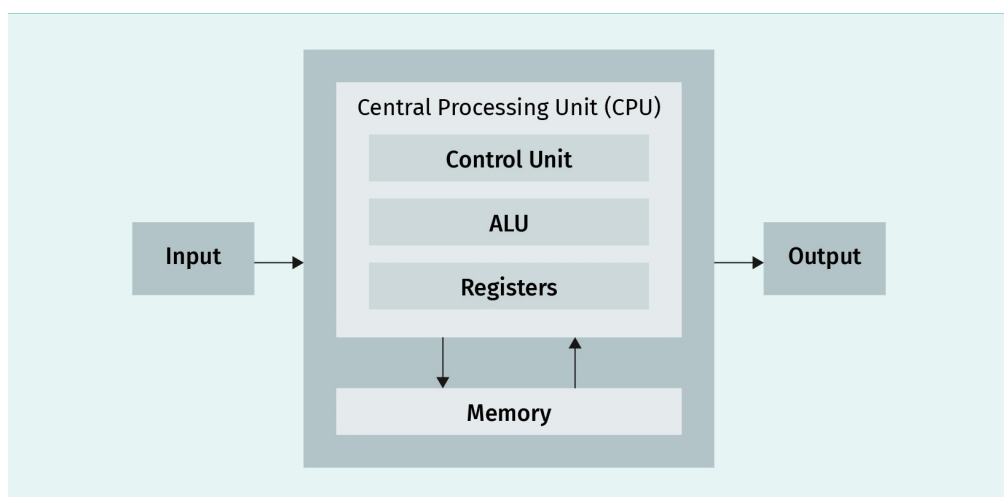 Central Processing Unit (CPU)
Control Unit
ALU
Registers
Input
Output
Memory